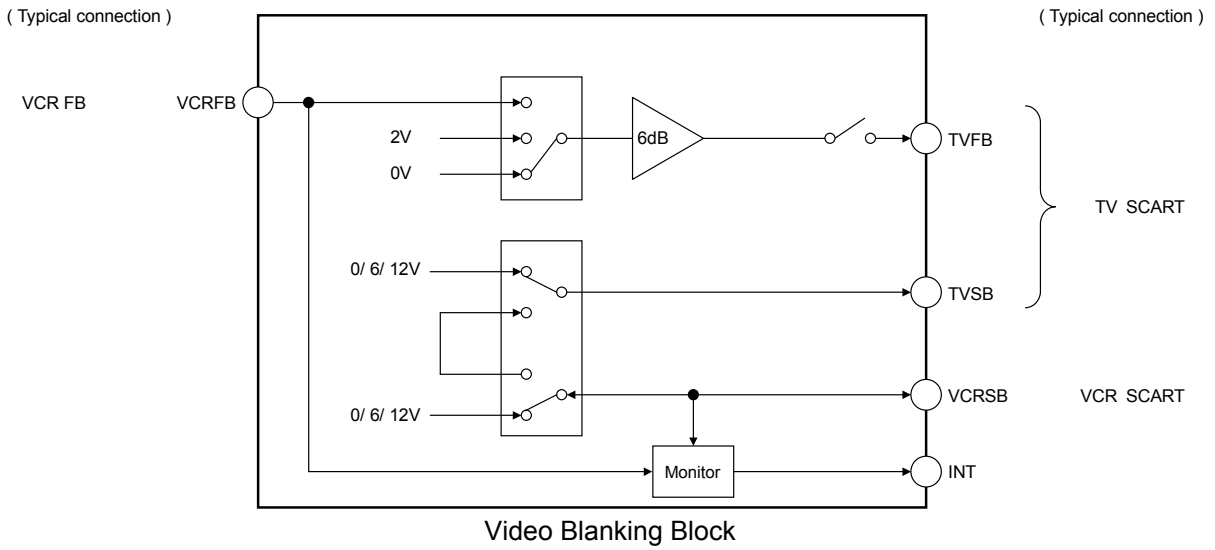 ( Typical connection )
( Typical connection )
VCR FB
VCRFB
2V
0V
6dB
TVFB
TV SCART
0/ 6/ 12V
TVSB
0/ 6/ 12V
VCRSB
VCR SCART
Monitor
INT
Video Blanking Block